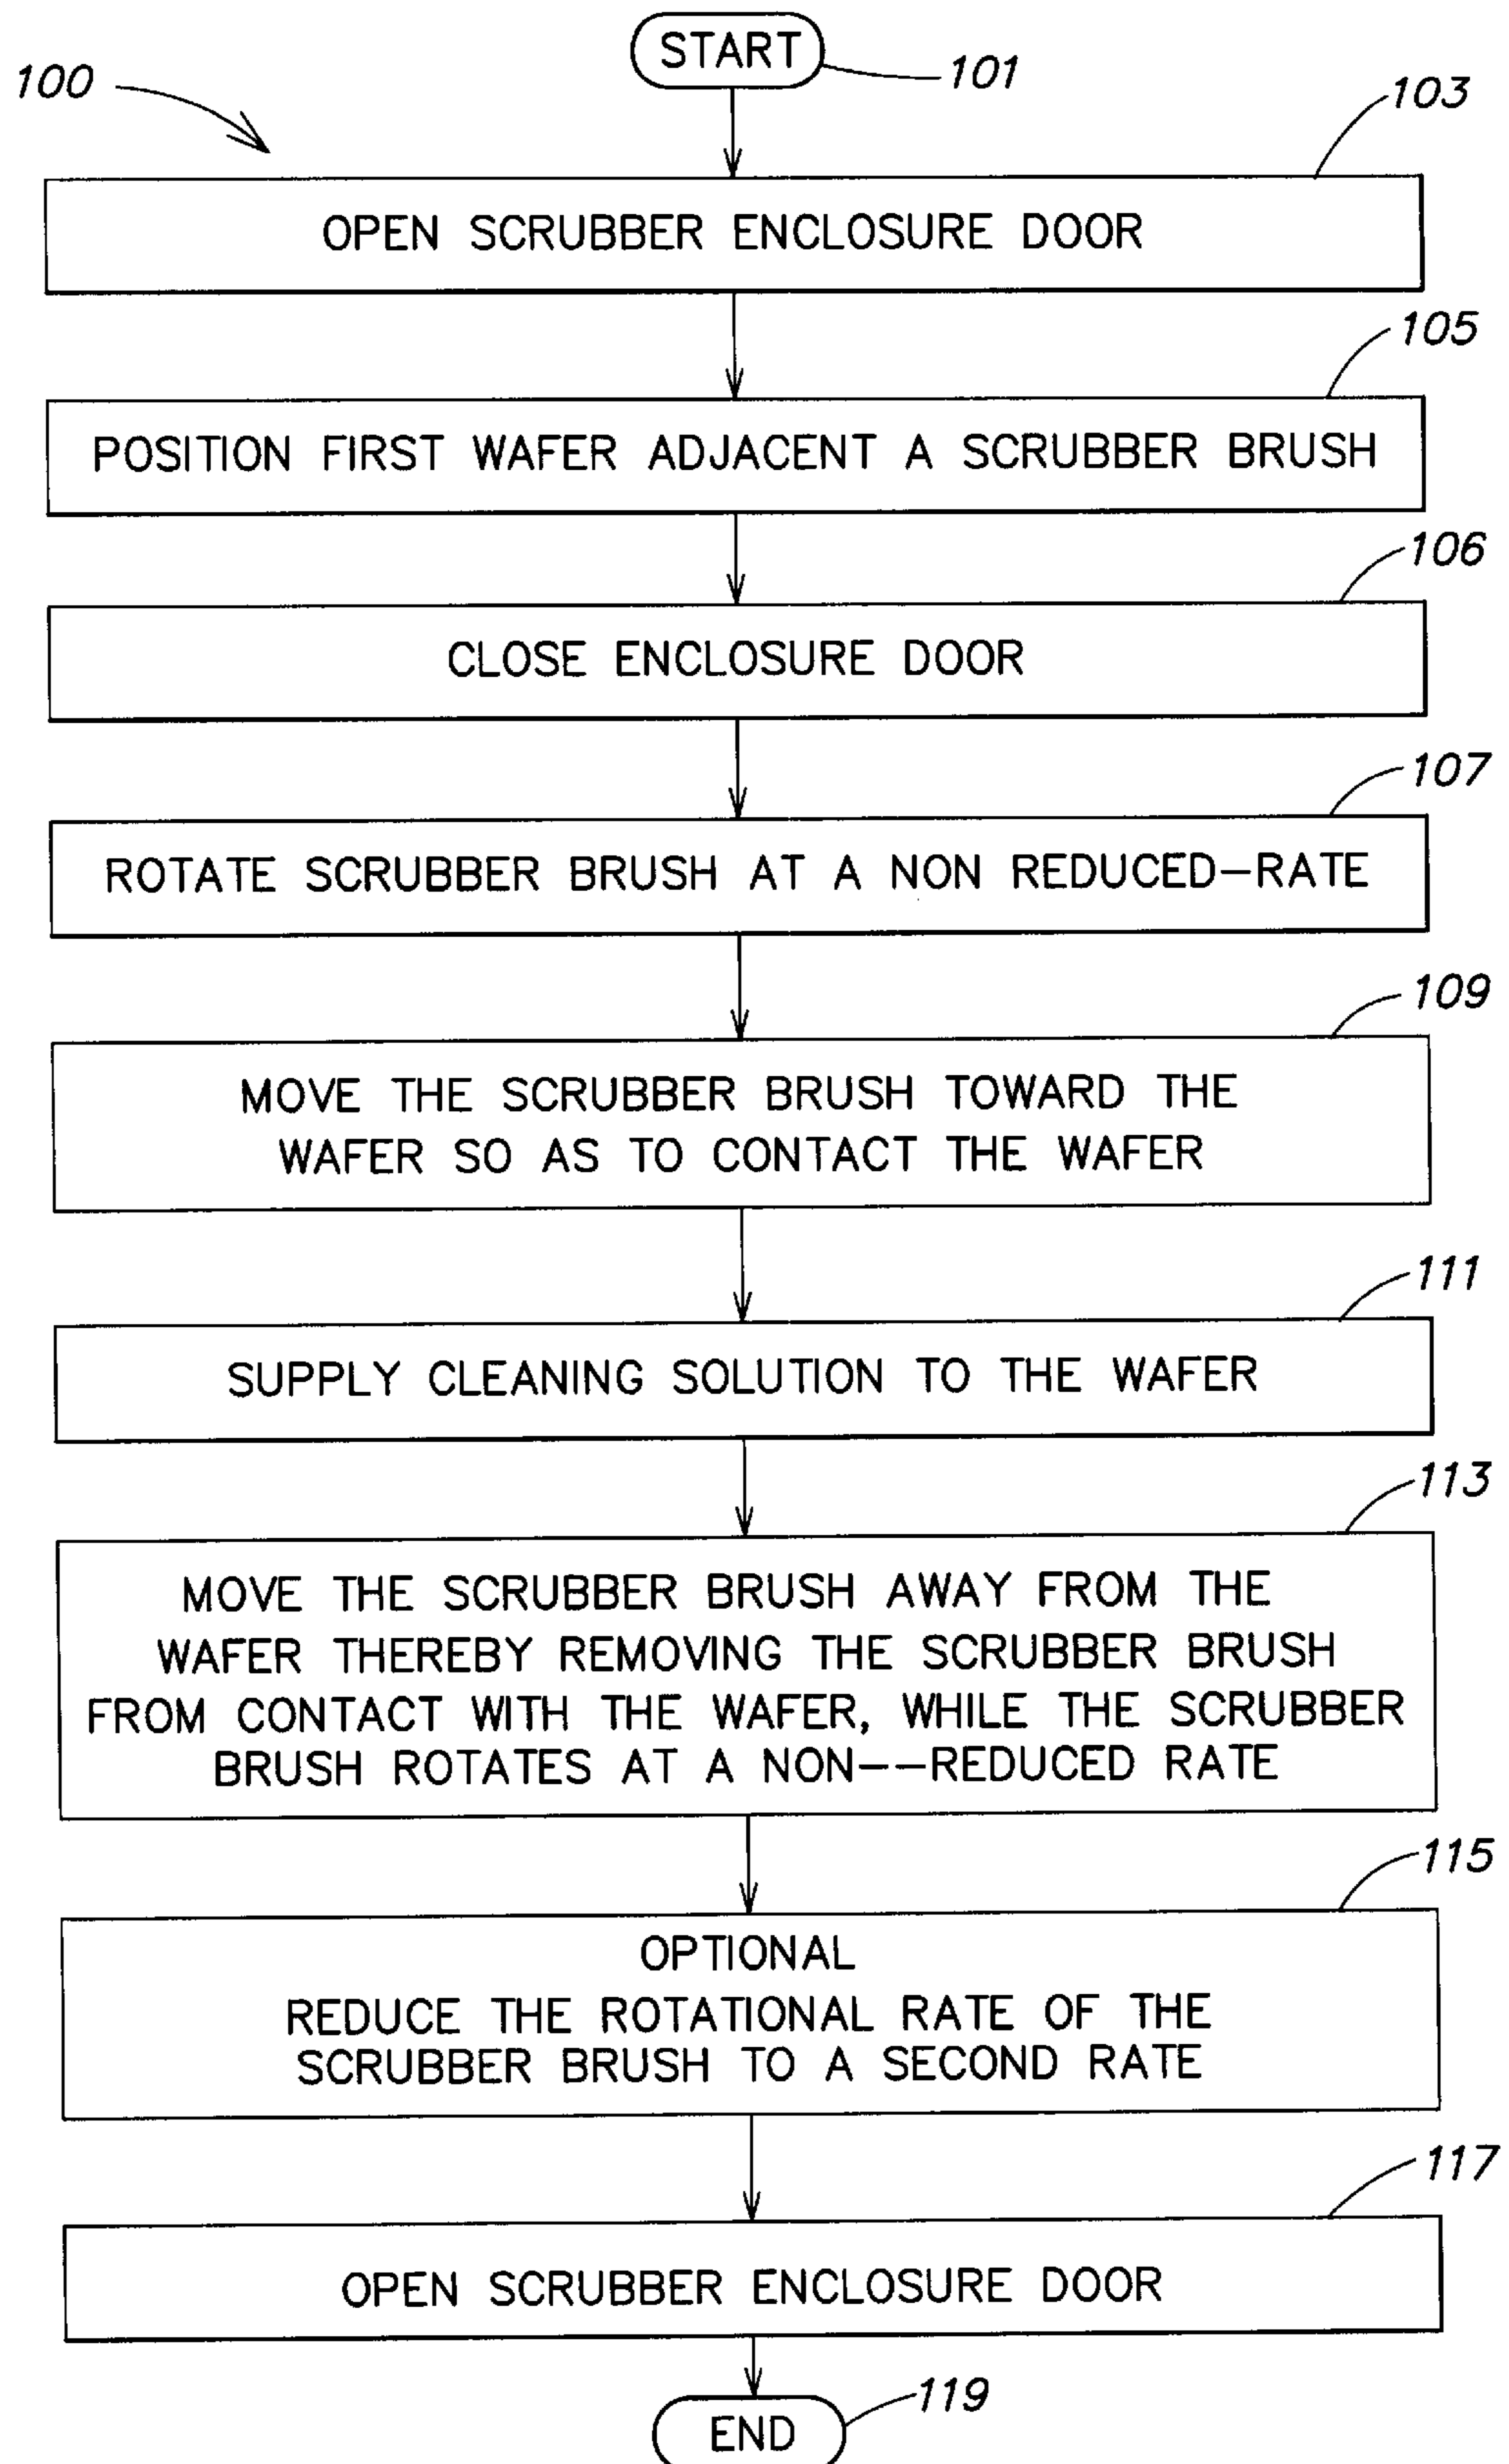 START
101
100
103
OPEN SCRUBBER ENCLOSURE DOOR
105
POSITION FIRST WAFER ADJACENT A SCRUBBER BRUSH
106
CLOSE ENCLOSURE DOOR
107
ROTATE SCRUBBER BRUSH AT A NON REDUCED-RATE
109
MOVE THE SCRUBBER BRUSH TOWARD THE
WAFER SO AS TO CONTACT THE WAFER
111
SUPPLY CLEANING SOLUTION TO THE WAFER
113
MOVE THE SCRUBBER BRUSH AWAY FROM THE
WAFER THEREBY REMOVING THE SCRUBBER BRUSH
FROM CONTACT WITH THE WAFER, WHILE THE SCRUBBER
BRUSH ROTATES AT A NON--REDUCED RATE
115
OPTIONAL
REDUCE THE ROTATIONAL RATE OF THE
SCRUBBER BRUSH TO A SECOND RATE
117
OPEN SCRUBBER ENCLOSURE DOOR
119
END